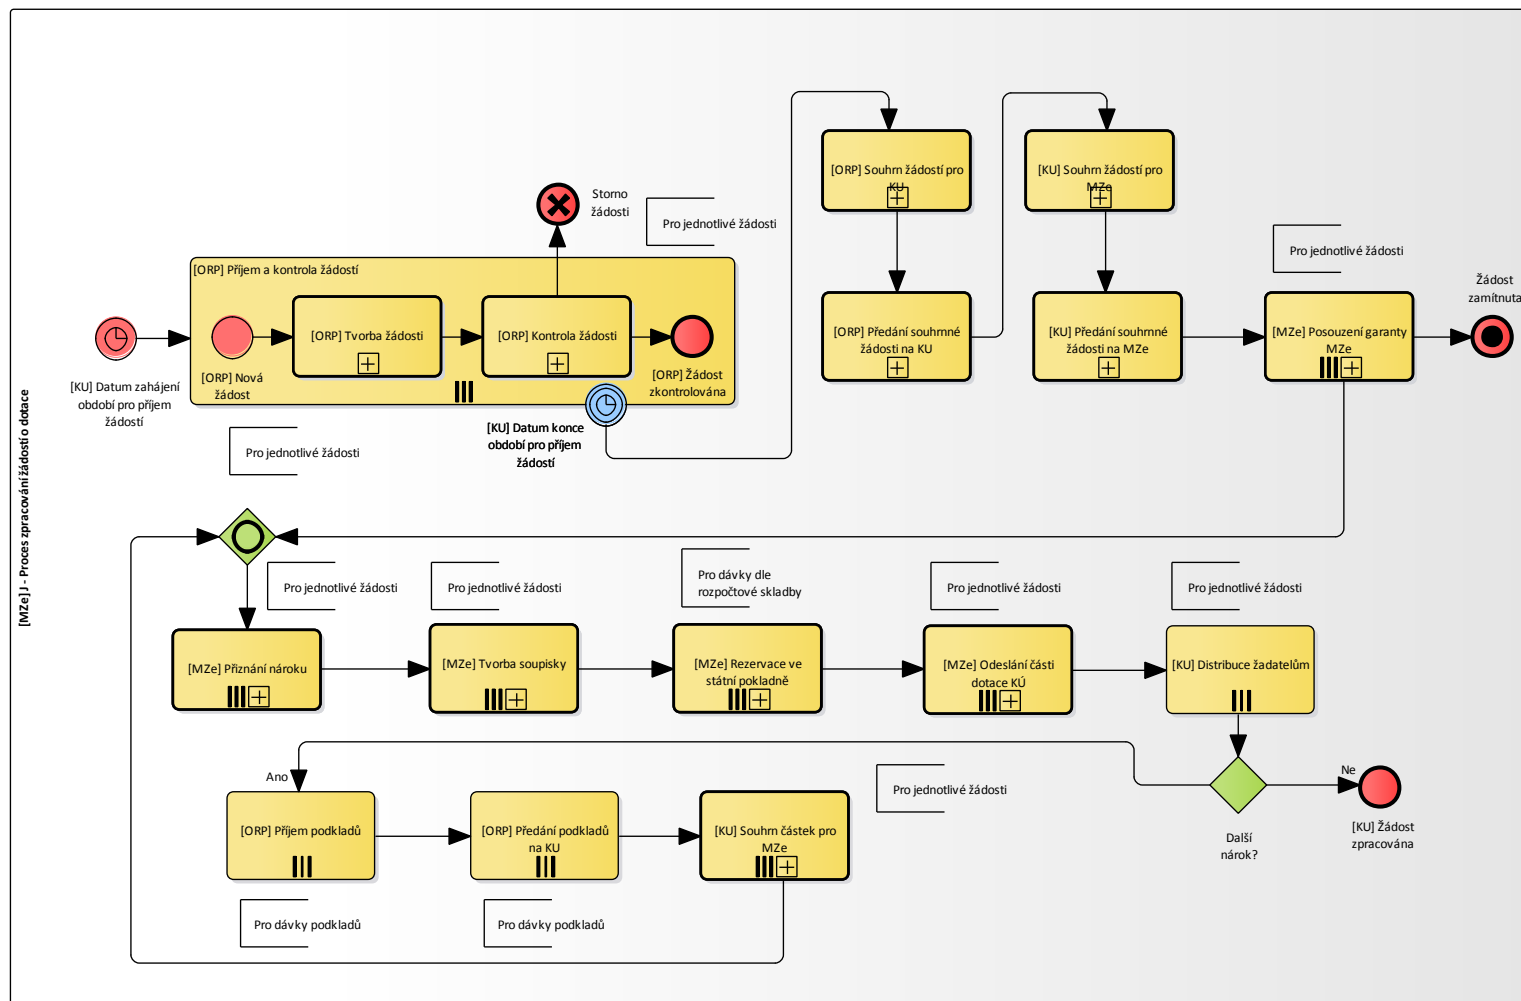 [MZe] J - Proces zpracování žádostí o dotace
[KU] Datum zahájení
období pro příjem
žádostí
[ORP] Příjem a kontrola žádostí
[ORP] Nová
žádost
[ORP] Tvorba žádosti
[ORP] Kontrola žádosti
[ORP] Žádost
zkontrolována
Storno
žádosti
Pro jednotlivé žádosti
[KU] Datum konce
období pro příjem
žádostí
Pro jednotlivé žádosti
[ORP] Souhrn žádostí pro
KU
[KU] Souhrn žádostí pro
MZe
[ORP] Předání souhrnné
žádosti na KU
[KU] Předání souhrnné
žádosti na MZe
Pro jednotlivé žádosti
[MZe] Posouzení garanty
MZe
Žádost
zamítnuta
Pro jednotlivé žádosti
Pro jednotlivé žádosti
Pro dávky dle
rozpočtové skladby
Pro jednotlivé žádosti
Pro jednotlivé žádosti
[MZe] Přiznání nároku
[MZe] Tvorba soupisky
[MZe] Rezervace ve
státní pokladně
[MZe] Odeslání části
dotace KÚ
[KU] Distribuce žadatelům
Ano
Pro jednotlivé žádosti
Ne
Další
nárok?
[KU] Žádost
zpracována
[ORP] Příjem podkladů
[ORP] Předání podkladů
na KU
[KU] Souhrn částek pro
MZe
Pro dávky podkladů
Pro dávky podkladů